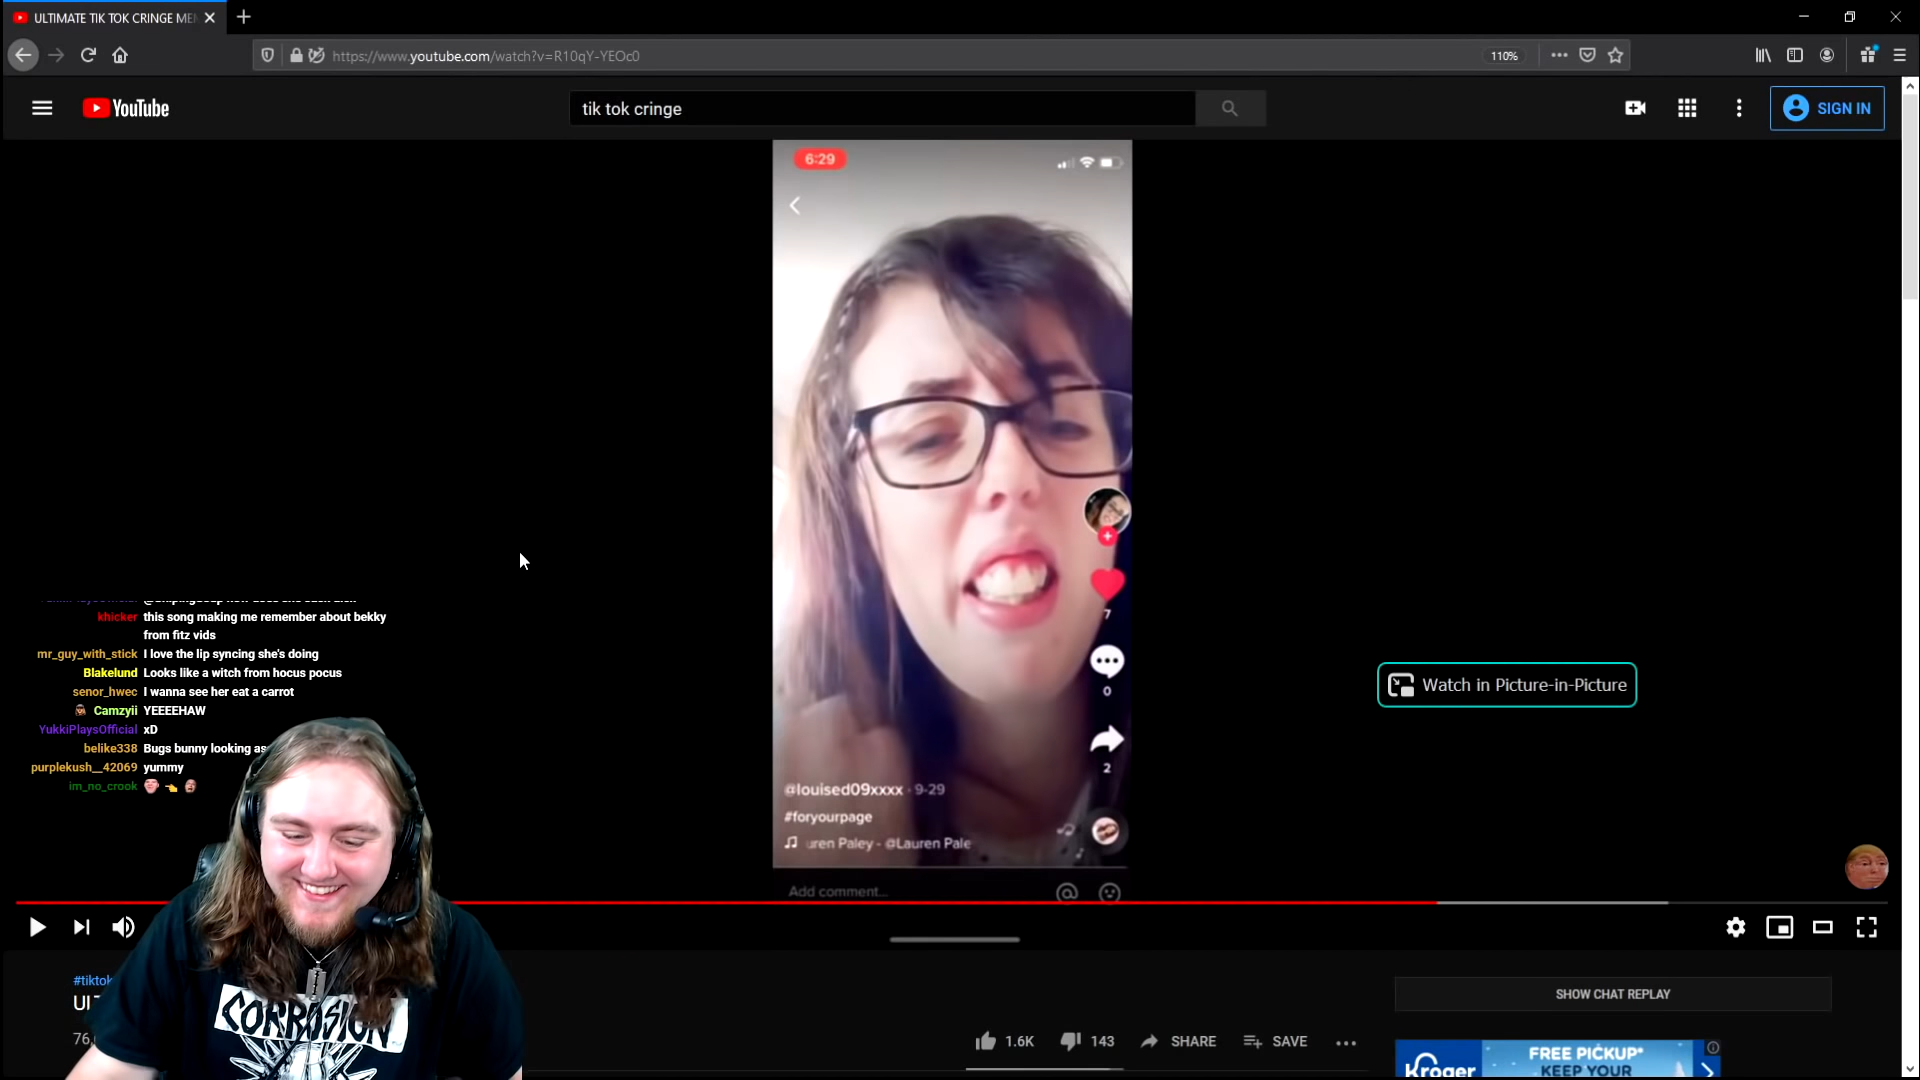 ULTIMATE TIK TOK CRINGE ME
https://www.youtube.com/watch?v=R10qY-YEOc0
110%
YouTube
tik tok cringe
SIGN IN
6:29
khicker this song making me remember about bekky
from fitz vids
mr_guy_with_stick I love the lip syncing she's doing
Blakelund Looks like a witch from hocus pocus
senor_hwec I wanna see her eat a carrot
Camzyii YEEEEHAW
YukkiPlaysOfficial xD
belike338 Bugs bunny looking as
purplekush__42069 yummy
im_no_crook
7
0
2
Watch in Picture-in-Picture
@louised09xxxx · 9-29
#foryourpage
uren Paley - @Lauren Pale
Add comment...
#tiktok
76,
CORROSION
1.6K
143
SHARE
SAVE
SHOW CHAT REPLAY
Kroger
FREE PICKUP*
KEEP YOUR